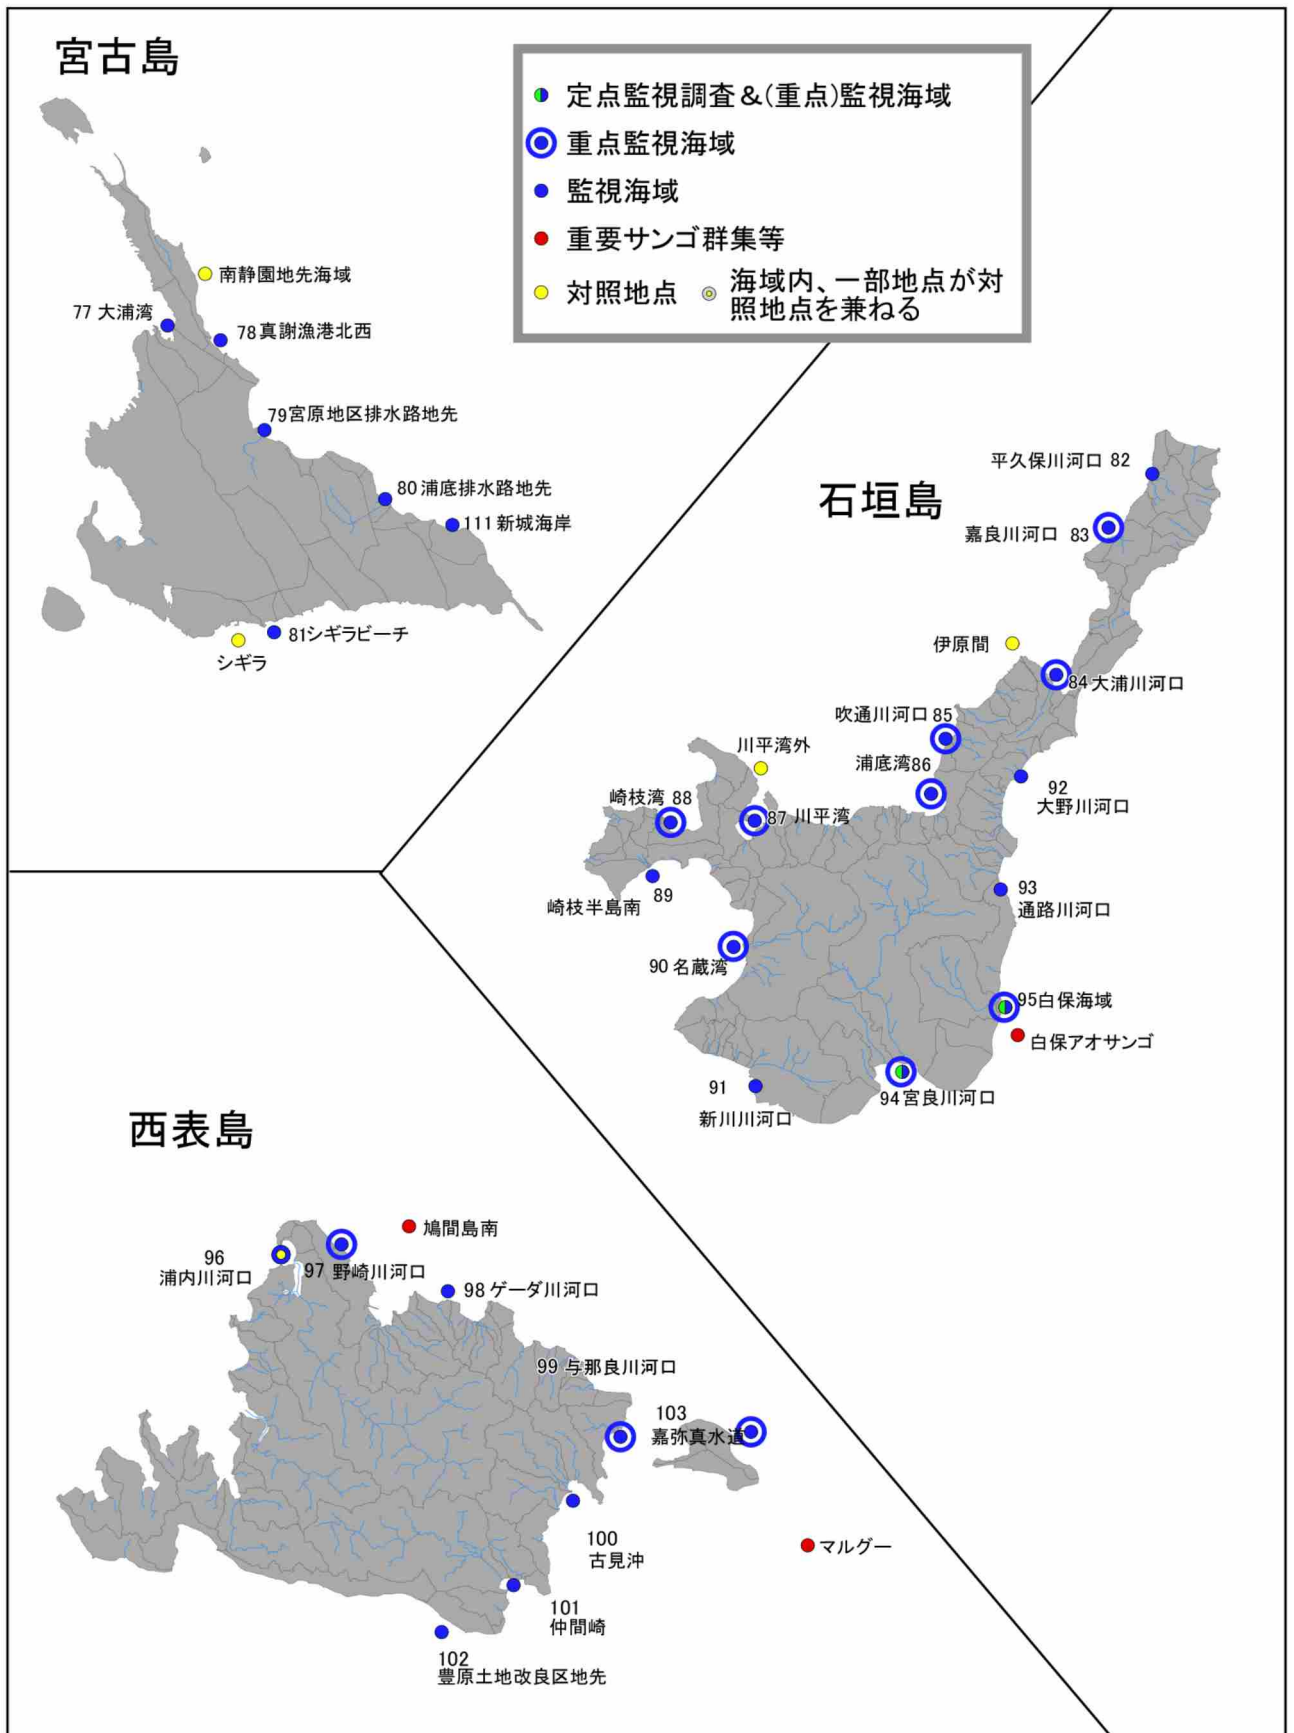 宮古島
定点監視調査&(重点)監視海域
重点監視海域
監視海域
重要サンゴ群集等
対照地点
海域内、一部地点が対
照地点を兼ねる
南静園地先海域
77 大浦湾
78 真謝漁港北西
79宮原地区排水路地先
80 浦底排水路地先
111 新城海岸
81シギラビーチ
シギラ
石垣島
平久保川河口 82
嘉良川河口 83
伊原間
84大浦川河口
吹通川河口 85
浦底湾86
川平湾外
崎枝湾 88
87 川平湾
92
大野川河口
89
崎枝半島南
93
通路川河口
90 名蔵湾
95白保海域
白保アオサンゴ
94宮良川河口
91
新川川河口
西表島
鳩間島南
96
浦内川河口
97 野崎川河口
98 ゲーダ川河口
99 与那良川河口
103
嘉弥真水道
100
古見沖
マルグー
101
仲間崎
102
豊原土地改良区地先